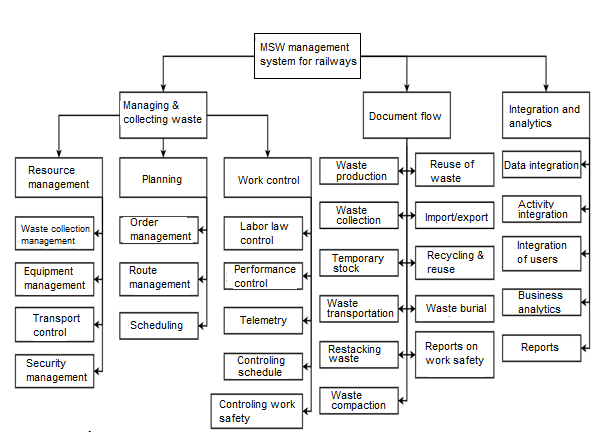 MSW management
system for railways
Managing &
collecting waste
Document flow
Integration and
analytics
Resource
management
Planning
Work control
Waste collection
management
Equipment
management
Transport
control
Security
management
Order
management
Route
management
Scheduling
Labor law
control
Performance
control
Telemetry
Controling
schedule
Controling work
safety
Waste
production
Waste
collection
Temporary
stock
Waste
transportation
Restacking
waste
Waste
compaction
Reuse of
waste
Import/export
Recycling &
reuse
Waste burial
Reports on
work safety
Data integration
Activity
integration
Integration
of users
Business
analytics
Reports